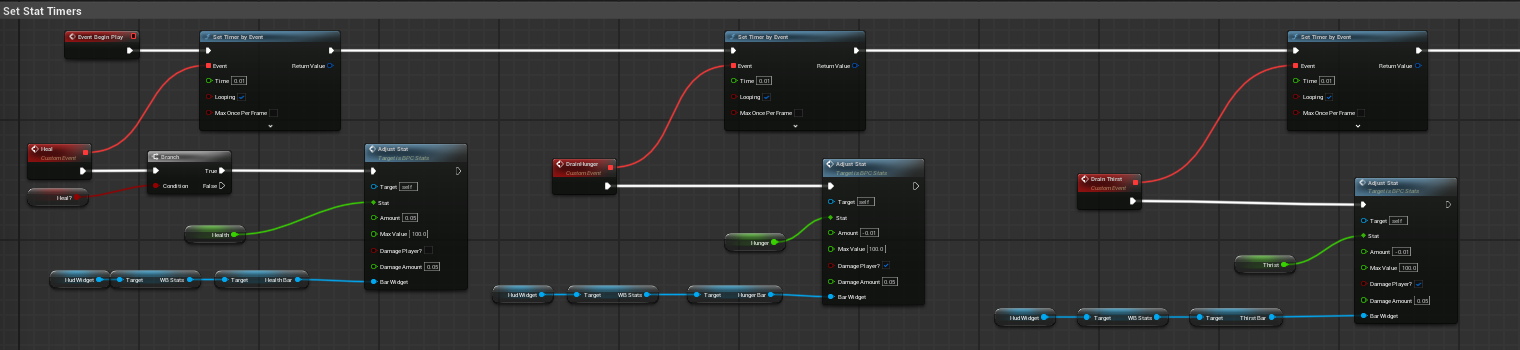 Set Stat Timers
Event Begin Play
Set Timer by Event
Event
Return Value
Time 0.01
Looping
Max Once Per Frame
Heal
Custom Event
Branch
True
Condition
False
Heal?
Adjust Stat
Target is BPC Stats
Target self
Stat
Amount 0.05
Max Value 100.0
Damage Player?
Damage Amount 0.05
Bar Widget
Health
Hud Widget
Target WB Stats
Target Health Bar
Set Timer by Event
Event
Return Value
Time 0.01
Looping
Max Once Per Frame
DrainHunger
Custom Event
Adjust Stat
Target is BPC Stats
Target self
Stat
Amount -0.01
Max Value 100.0
Damage Player?
Damage Amount 0.05
Bar Widget
Hunger
Hud Widget
Target WB Stats
Target Hunger Bar
Set Timer by Event
Event
Return Value
Time 0.01
Looping
Max Once Per Frame
Drain Thirst
Custom Event
Adjust Stat
Target is BPC Stats
Target self
Stat
Amount -0.01
Max Value 100.0
Damage Player?
Damage Amount 0.05
Bar Widget
Thirst
Hud Widget
Target WB Stats
Target Thirst Bar